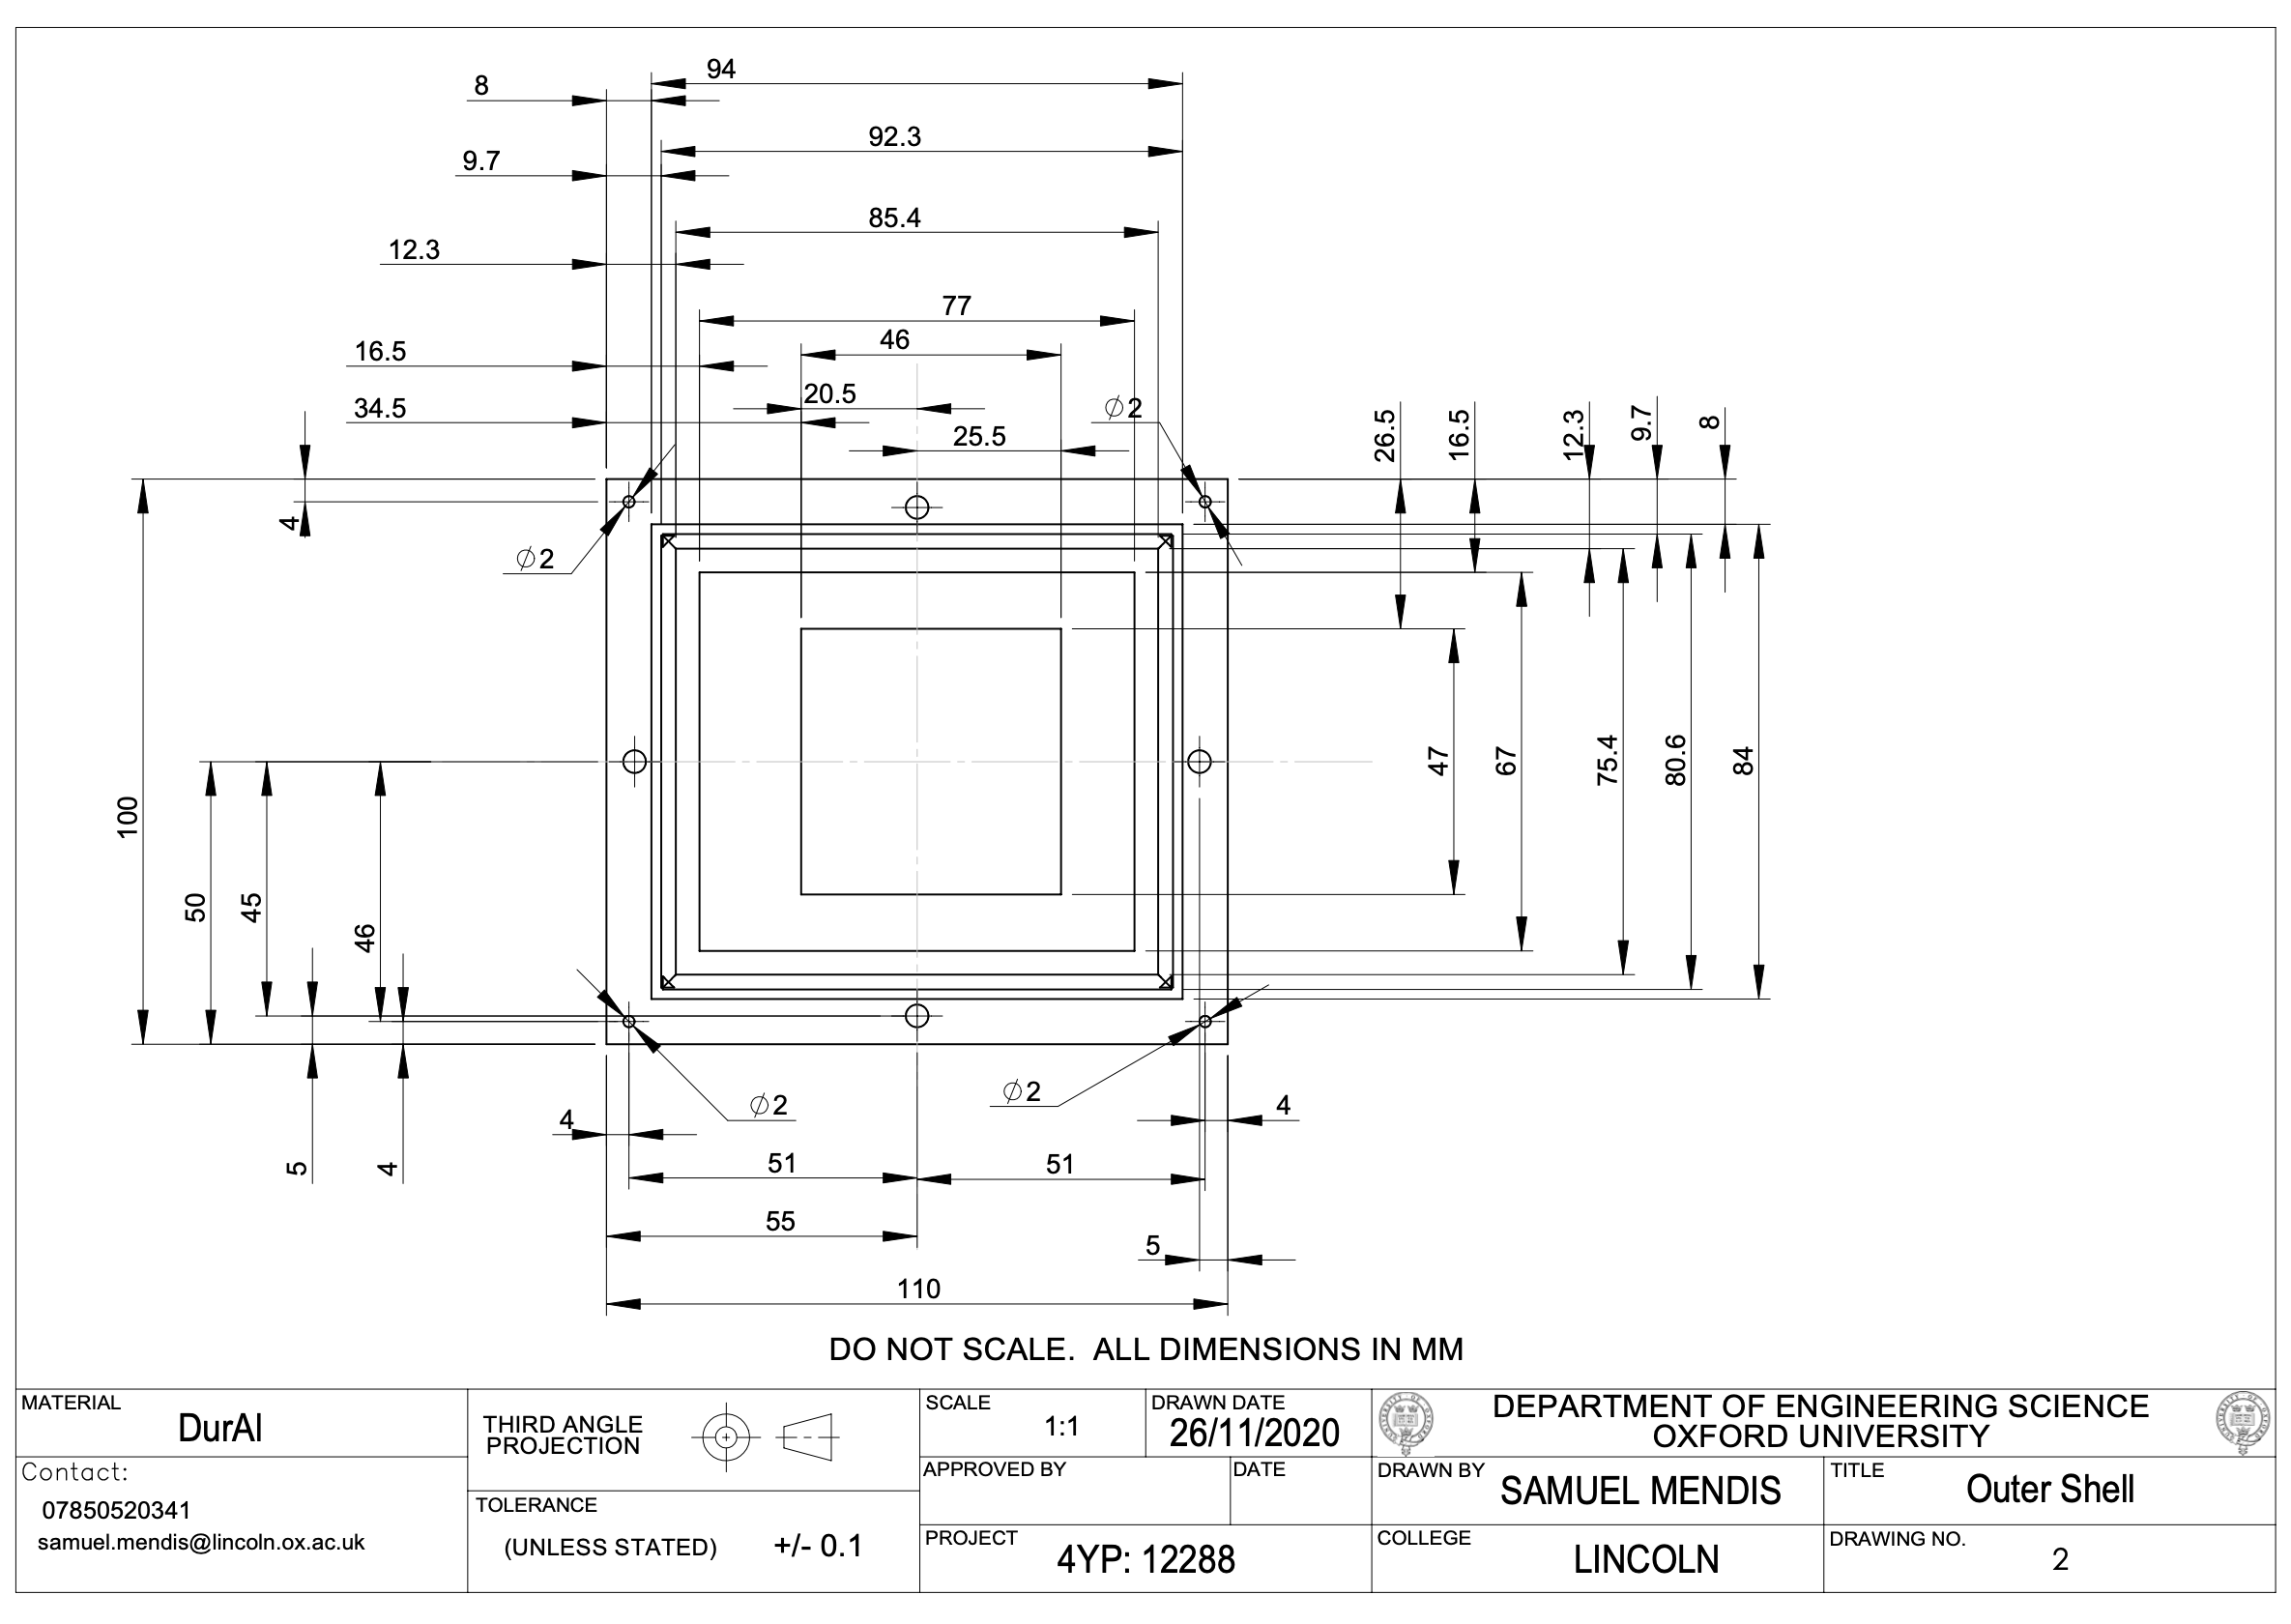 94
8
92.3
9.7
85.4
12.3
77
46
16.5
20.5
34.5
∅2
25.5
26.5
16.5
12.3
9.7
8
4
∅2
47
67
75.4
80.6
84
100
50
45
46
∅2
∅2
4
4
5
4
51
51
55
5
110
DO NOT SCALE. ALL DIMENSIONS IN MM
MATERIAL
DurAl
Contact:
07850520341
samuel.mendis@lincoln.ox.ac.uk
THIRD ANGLE
PROJECTION
TOLERANCE
(UNLESS STATED) +/- 0.1
SCALE
1:1
DRAWN DATE
26/11/2020
APPROVED BY
DATE
PROJECT
4YP: 12288
DEPARTMENT OF ENGINEERING SCIENCE
OXFORD UNIVERSITY
DRAWN BY
SAMUEL MENDIS
TITLE
Outer Shell
COLLEGE
LINCOLN
DRAWING NO.
2